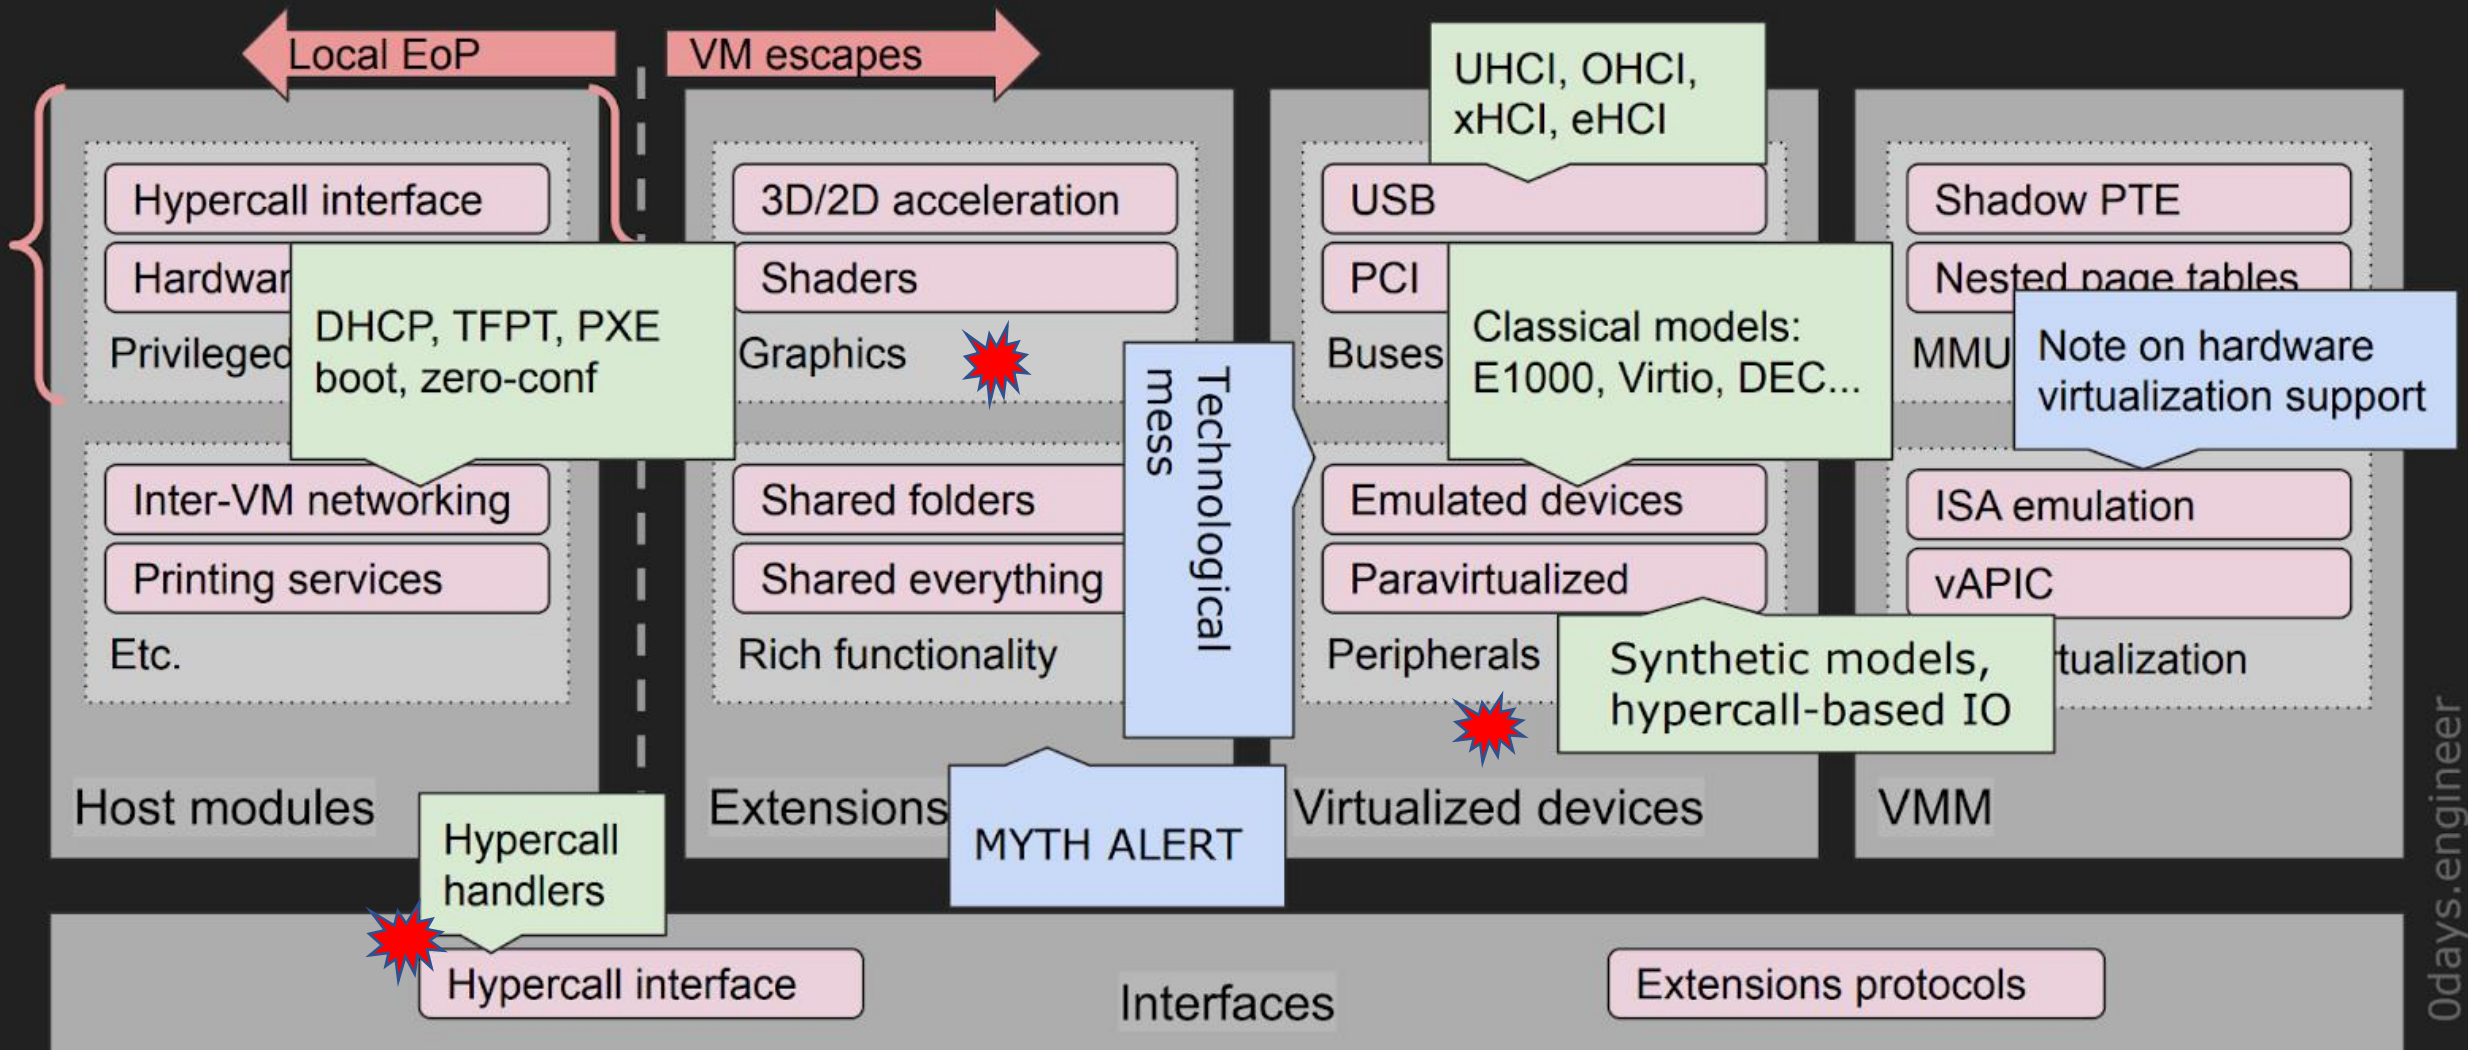 Local EoP
VM escapes
UHCI, OHCI,
xHCI, eHCI
Hypercall interface
Hardwar
Privileged
DHCP, TFPT, PXE
boot, zero-conf
Inter-VM networking
Printing services
Etc.
Host modules
3D/2D acceleration
Shaders
Graphics
Shared folders
Shared everything
Rich functionality
Extensions
Technological
mess
MYTH ALERT
USB
PCI
Buses
Classical models:
E1000, Virtio, DEC...
Emulated devices
Paravirtualized
Peripherals
Synthetic models,
hypercall-based IO
Virtualized devices
Shadow PTE
Nested page tables
MMU
Note on hardware
virtualization support
ISA emulation
vAPIC
tualization
VMM
Hypercall
handlers
Hypercall interface
Interfaces
Extensions protocols
0days.engineer